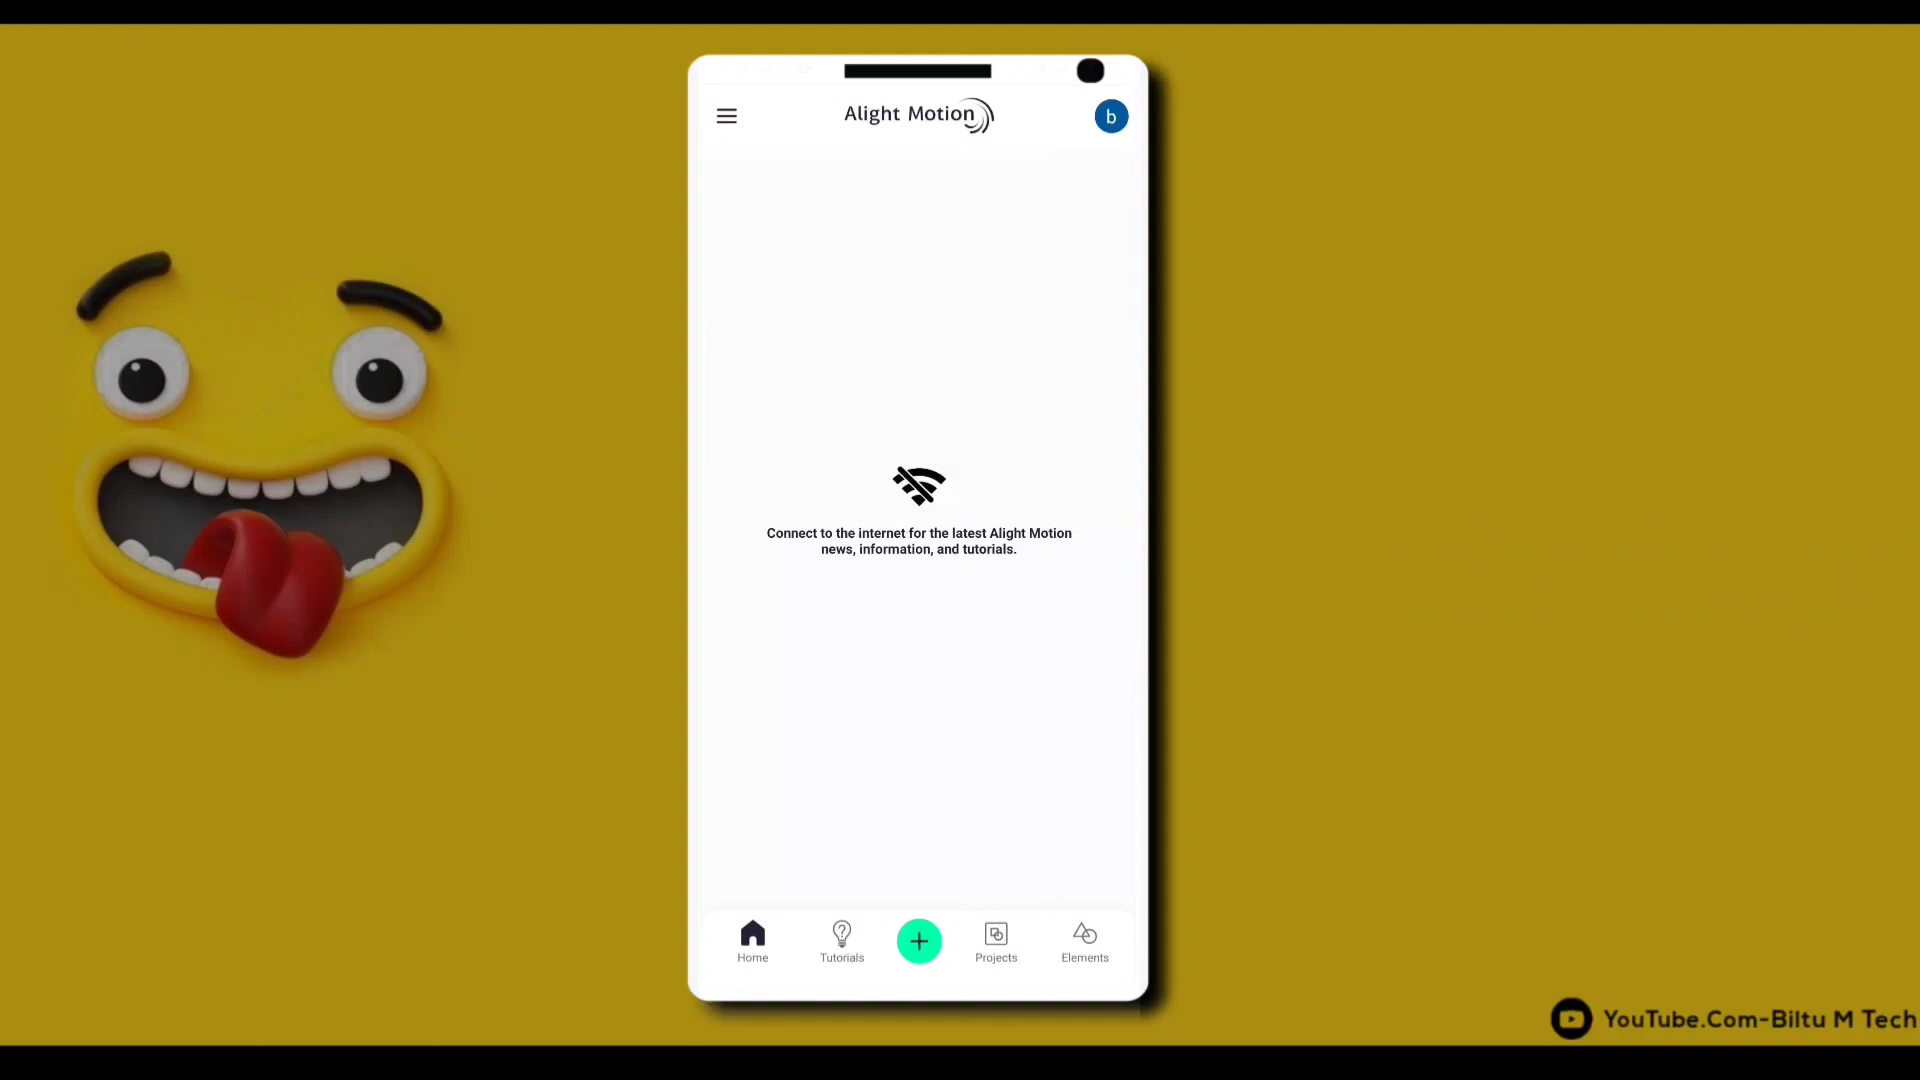 Alight Motion
b
Connect to the internet for the latest Alight Motion
news, information, and tutorials.
Home
Tutorials
Projects
Elements
YouTube.Com-Biltu M Tech